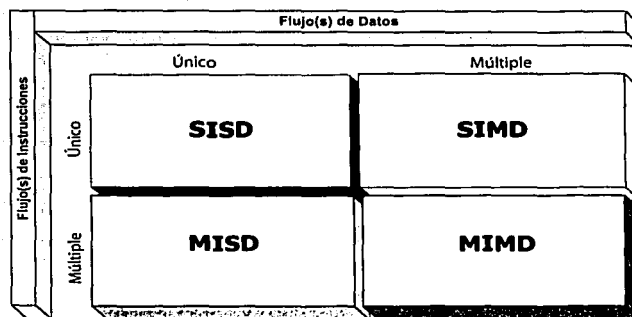 Flujo(s) de Datos
Único Múltiple
Flujo(s) de Instrucciones
Único
SISD SIMD
Múltiple
MISD MIMD